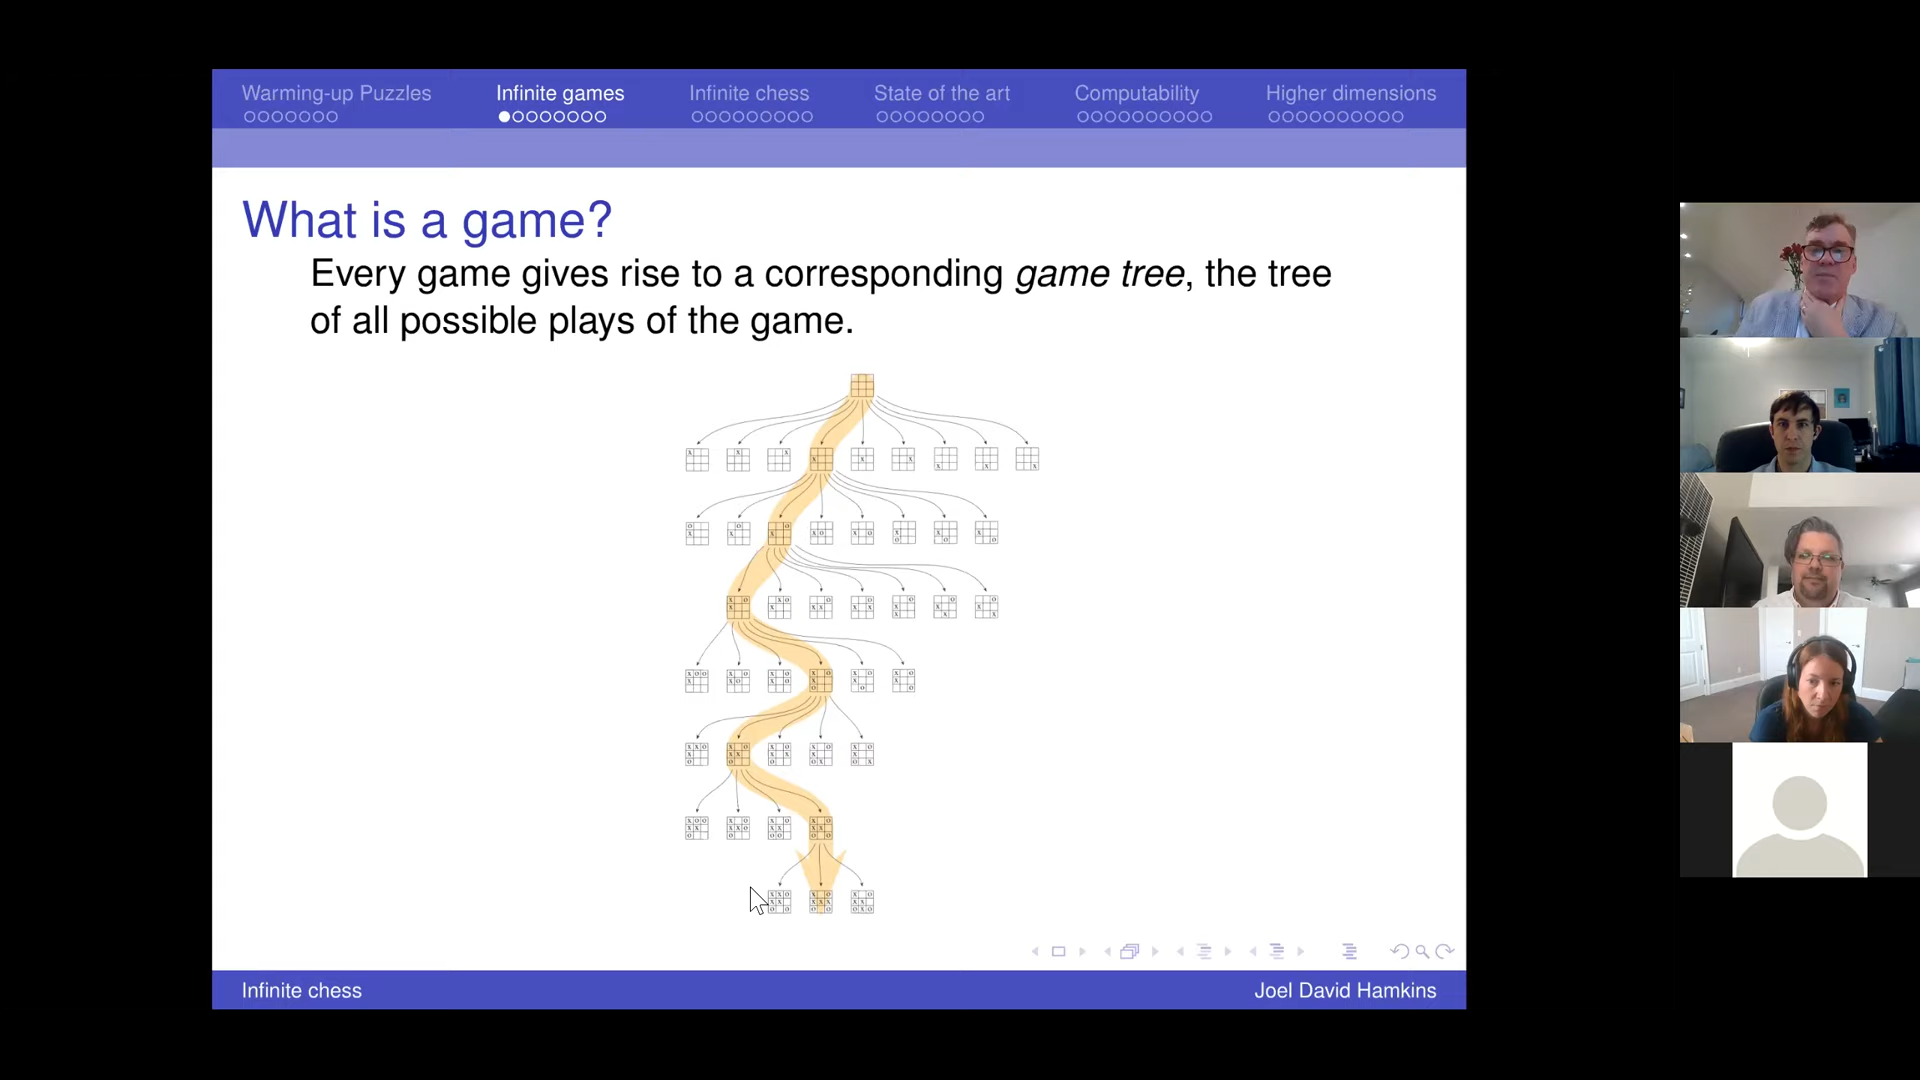 Warming-up Puzzles Infinite games Infinite chess State of the art Computability Higher dimensions
What is a game?
Every game gives rise to a corresponding game tree, the tree
of all possible plays of the game.
Infinite chess Joel David Hamkins